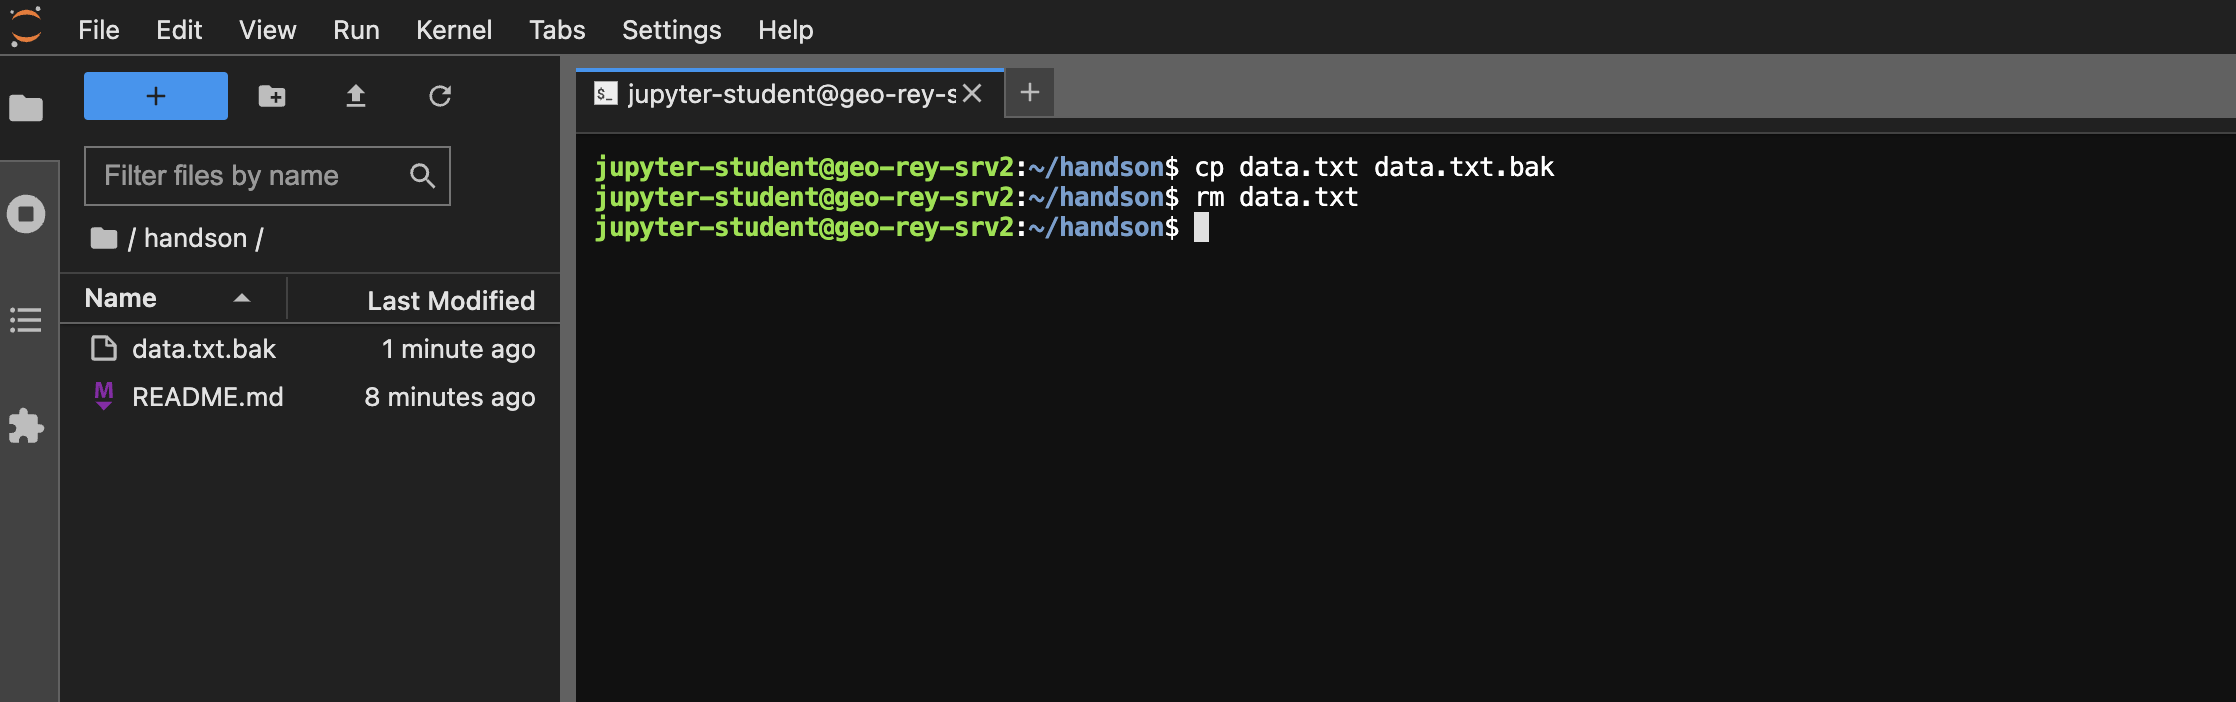 File Edit View Run Kernel Tabs Settings Help
+
Filter files by name
/ handson /
Name Last Modified
data.txt.bak 1 minute ago
M README.md 8 minutes ago
$_ jupyter-student@geo-rey-s
+
jupyter-student@geo-rey-srv2:~/handson$ cp data.txt data.txt.bak
jupyter-student@geo-rey-srv2:~/handson$ rm data.txt
jupyter-student@geo-rey-srv2:~/handson$